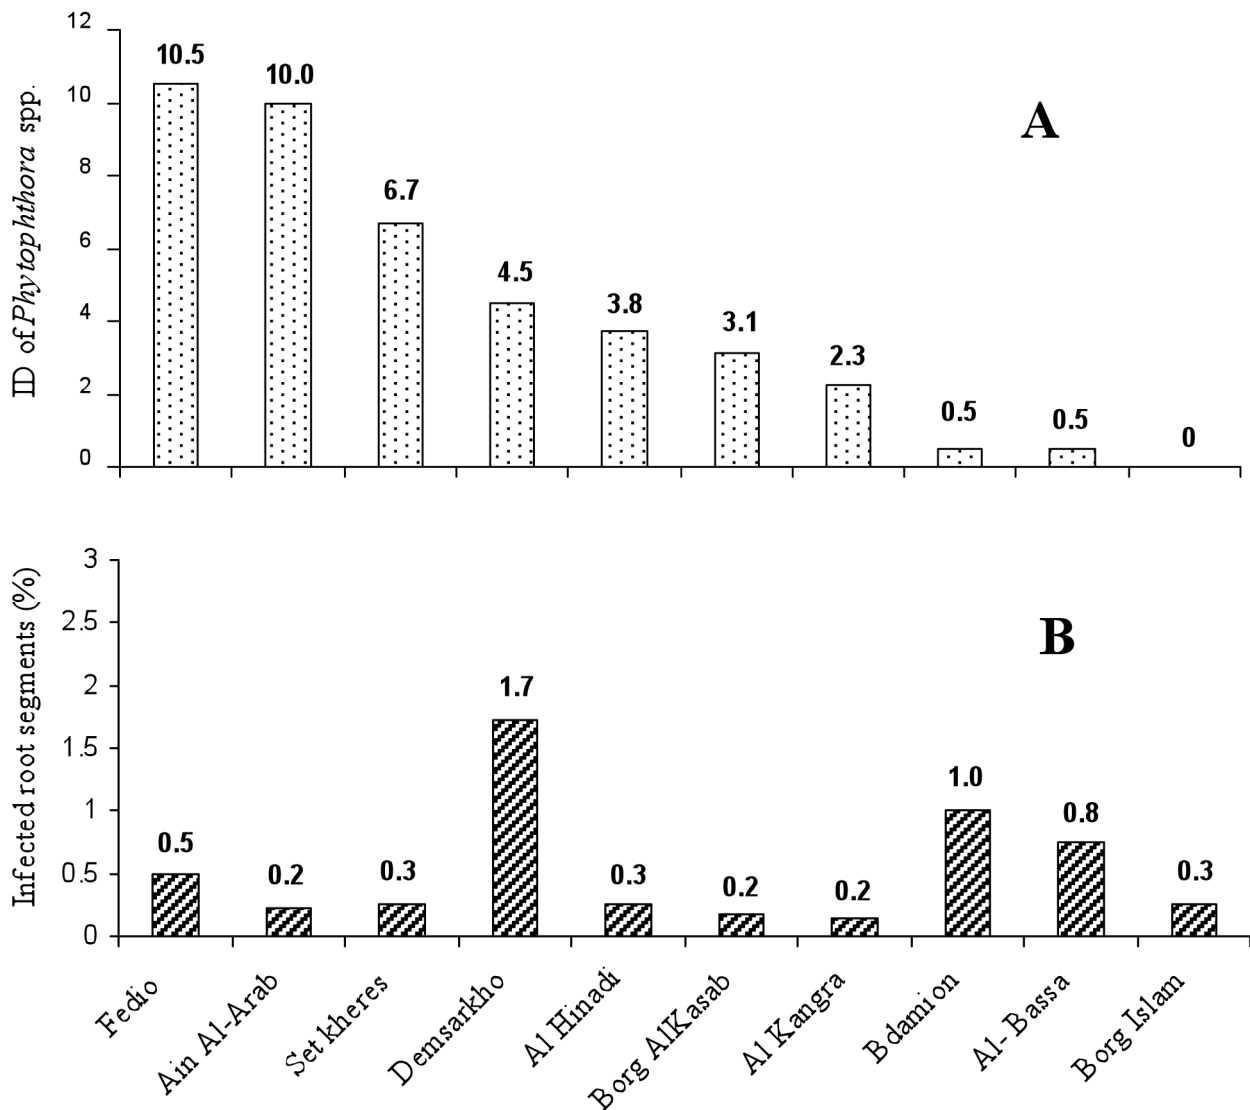 12
10
8
6
4
2
0
ID of Phytophthora spp.
10.5
10.0
6.7
4.5
3.8
3.1
2.3
0.5
0.5
0
A
3
2.5
2
1.5
1
0.5
0
Infected root segments (%)
0.5
0.2
0.3
1.7
0.3
0.2
0.2
1.0
0.8
0.3
B
Fedio
Ain Al-Arab
Set kheres
Demsarkho
Al Hinadi
Borg AlKasab
Al Kangra
Bdamion
Al- Bassa
Borg Islam